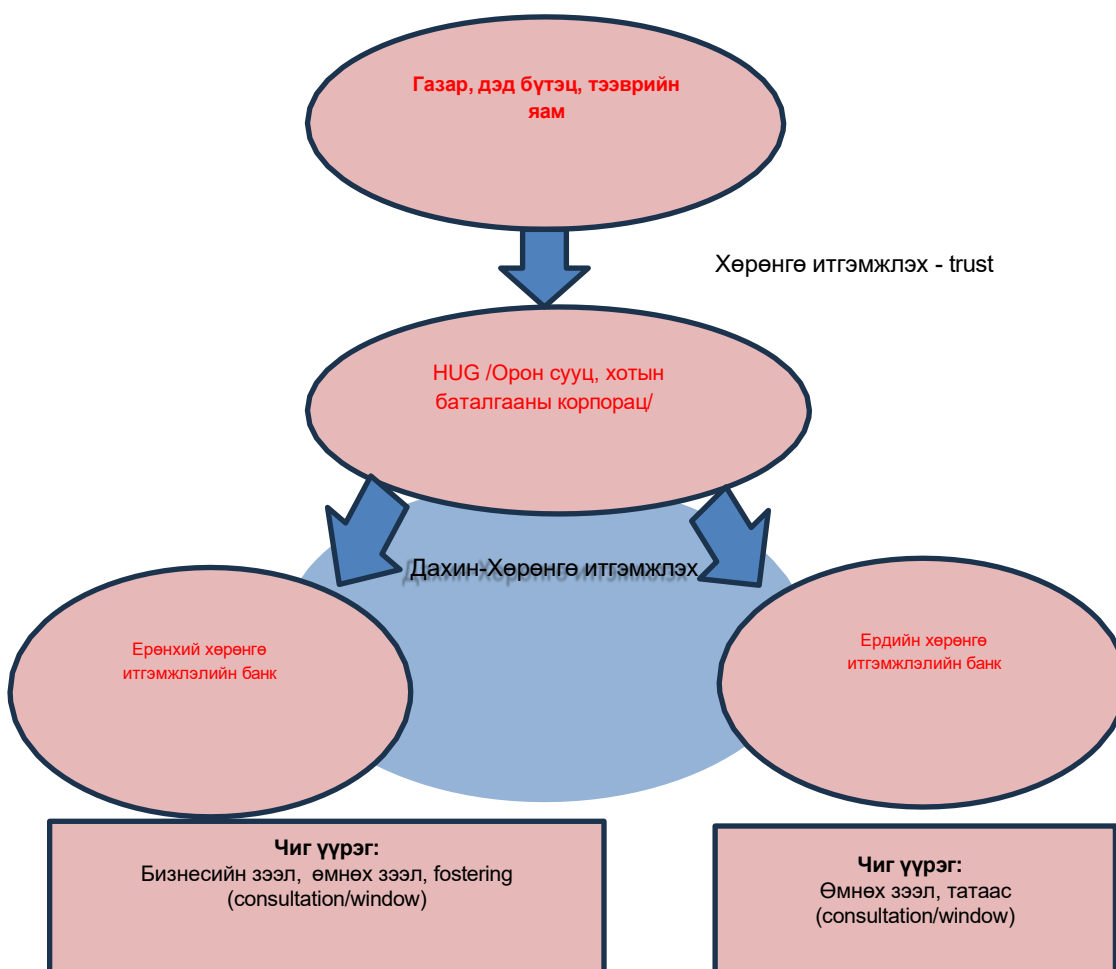 Газар, дэд бүтэц, тээврийн
яам
Хөрөнгө итгэмжлэх - trust
HUG /Орон сууц, хотын
баталгааны корпорац/
Дахин-Хөрөнгө итгэмжлэх
Ерөнхий хөрөнгө
итгэмжлэлийн банк
Ердийн хөрөнгө
итгэмжлэлийн банк
Чиг үүрэг:
Бизнесийн зээл, өмнөх зээл, fostering
(consultation/window)
Чиг үүрэг:
Өмнөх зээл, татаас
(consultation/window)